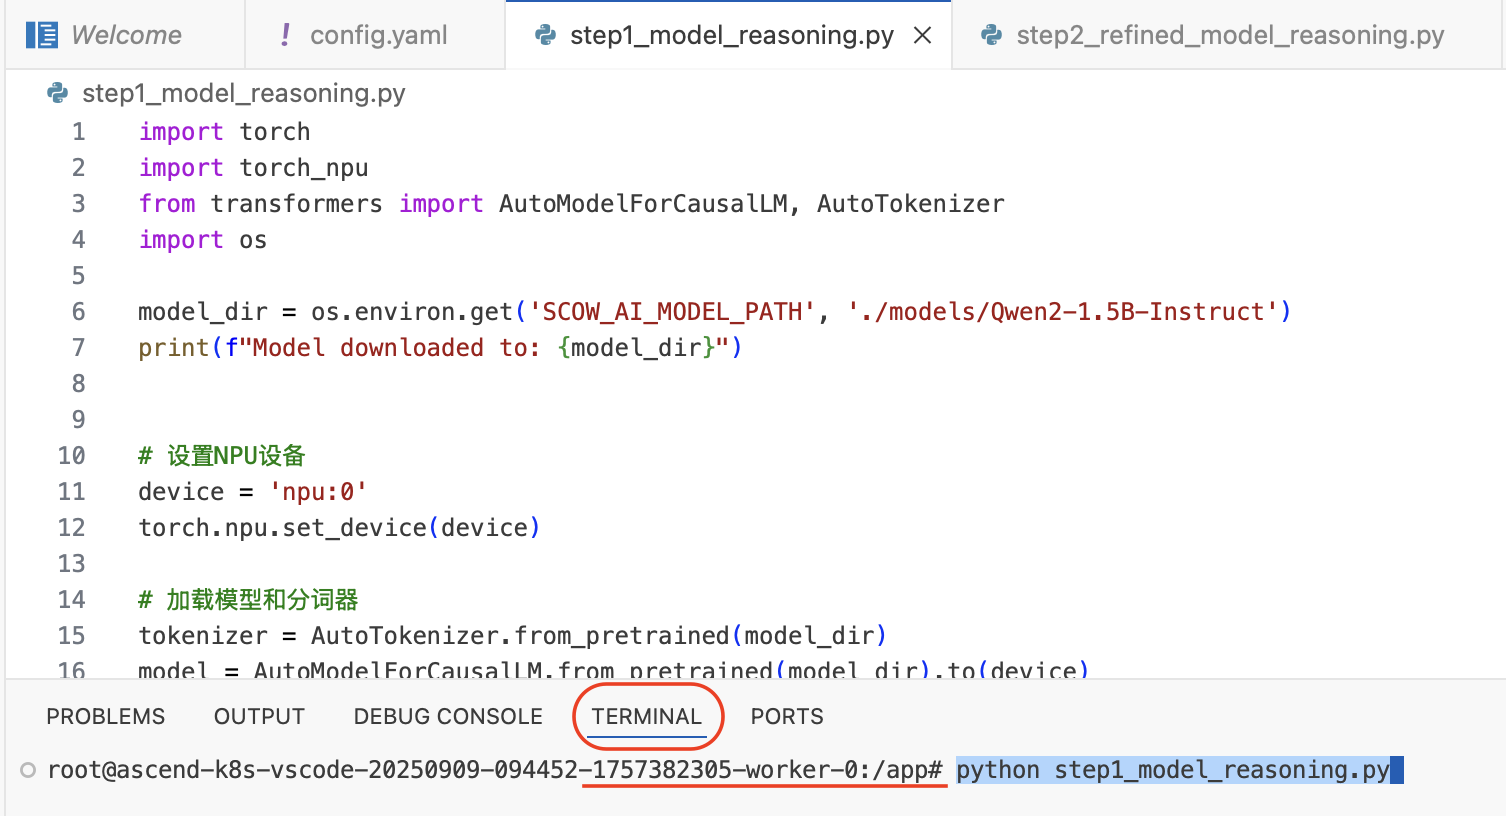 Welcome
! config.yaml
step1_model_reasoning.py
step2_refined_model_reasoning.py
step1_model_reasoning.py
1 import torch
2 import torch_npu
3 from transformers import AutoModelForCausalLM, AutoTokenizer
4 import os
5
6 model_dir = os.environ.get('SCOW_AI_MODEL_PATH', './models/Qwen2-1.5B-Instruct')
7 print(f"Model downloaded to: {model_dir}")
8
9
10 # 设置NPU设备
11 device = 'npu:0'
12 torch.npu.set_device(device)
13
14 # 加载模型和分词器
15 tokenizer = AutoTokenizer.from_pretrained(model_dir)
16 model = AutoModelForCausalLM.from_pretrained(model_dir).to(device)
PROBLEMS OUTPUT DEBUG CONSOLE TERMINAL PORTS
root@ascend-k8s-vscode-20250909-094452-1757382305-worker-0:/app# python step1_model_reasoning.py